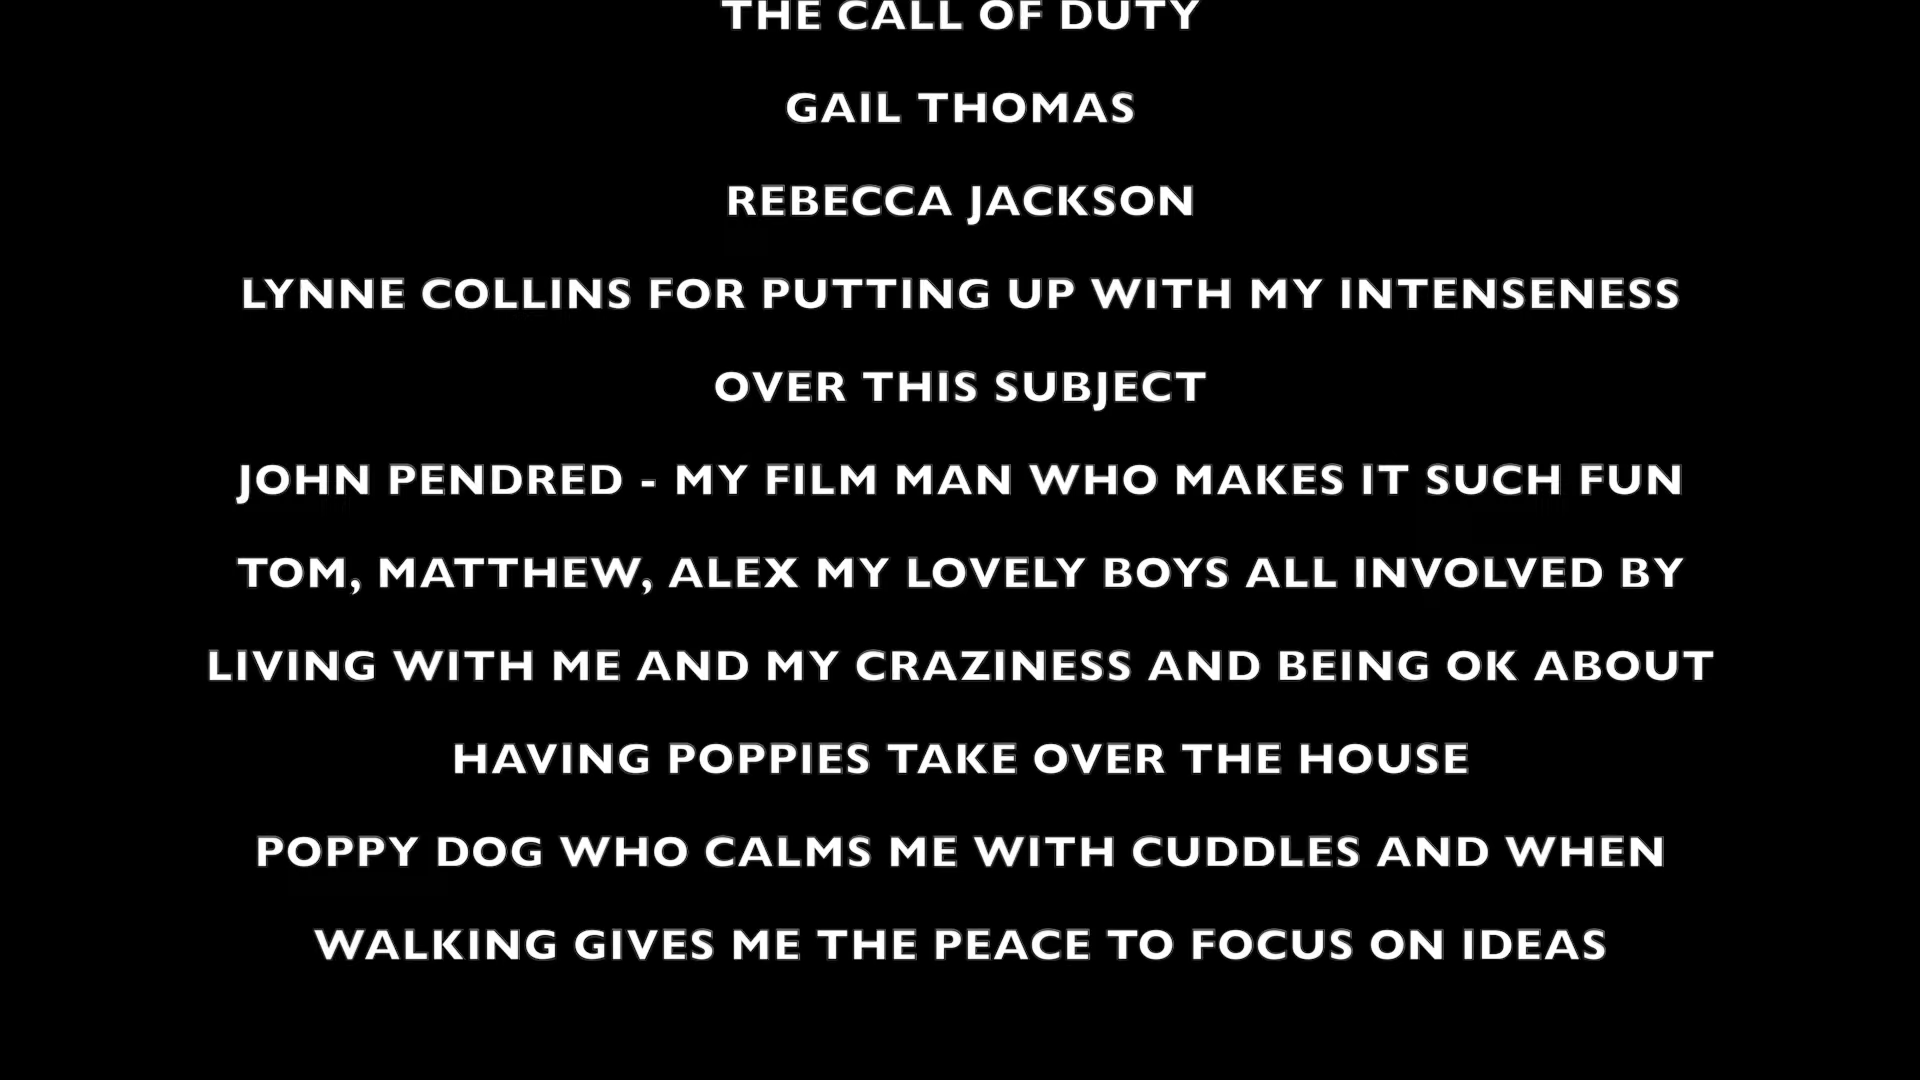 THE CALL OF DUTY
GAIL THOMAS
REBECCA JACKSON
LYNNE COLLINS FOR PUTTING UP WITH MY INTENSENESS
OVER THIS SUBJECT
JOHN PENDRED - MY FILM MAN WHO MAKES IT SUCH FUN
TOM, MATTHEW, ALEX MY LOVELY BOYS ALL INVOLVED BY
LIVING WITH ME AND MY CRAZINESS AND BEING OK ABOUT
HAVING POPPIES TAKE OVER THE HOUSE
POPPY DOG WHO CALMS ME WITH CUDDLES AND WHEN
WALKING GIVES ME THE PEACE TO FOCUS ON IDEAS